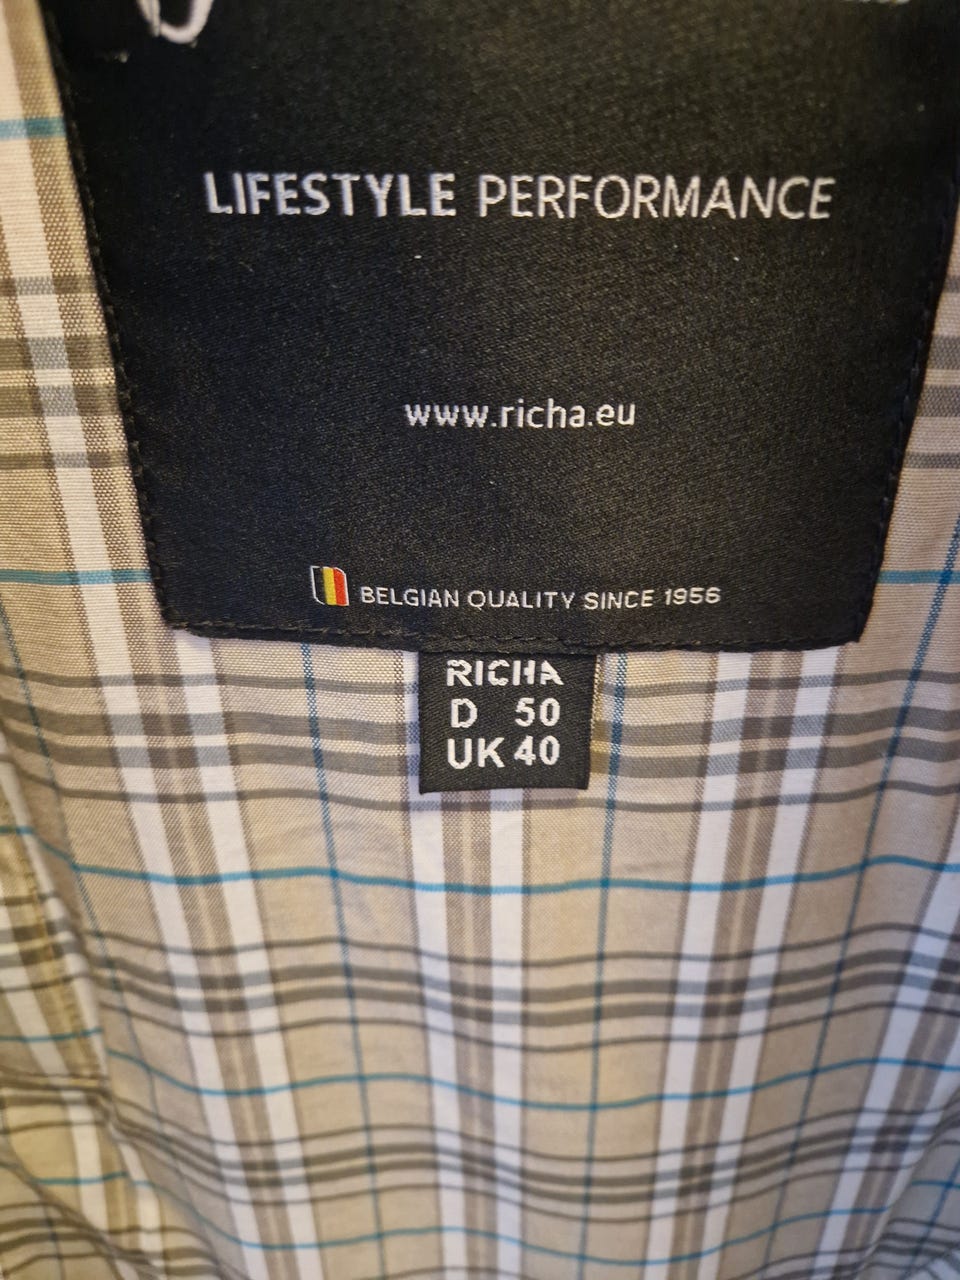 LIFESTYLE PERFORMANCE
www.richa.eu
BELGIAN QUALITY SINCE 1956
RICHA
D 50
UK 40